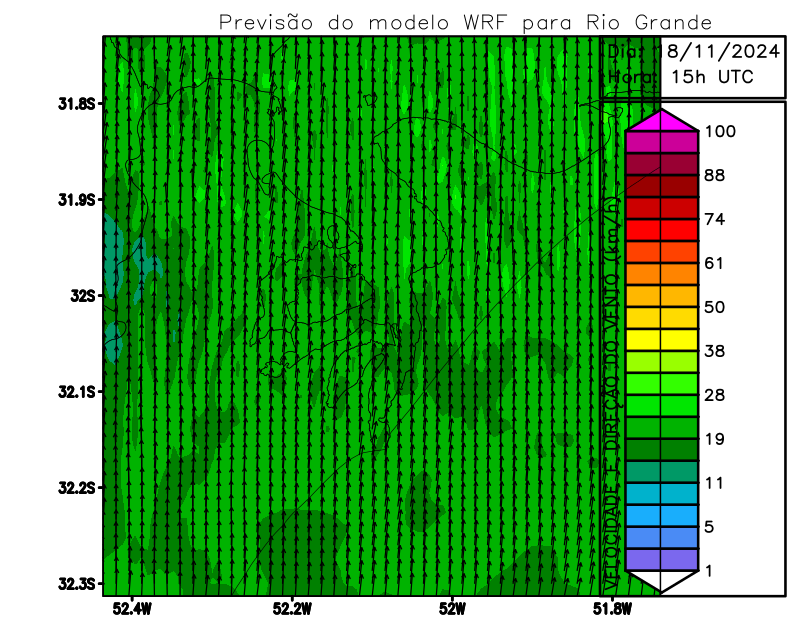 Previsão do modelo WRF para Rio Grande
Dia: 18/11/2024
Hora: 15h UTC
31.8S
31.9S
32S
32.1S
32.2S
32.3S
52.4W
52.2W
52W
51.8W
VELOCIDADE E DIREÇÃO DO VENTO (km/h)
100
88
74
61
50
38
28
19
11
5
1